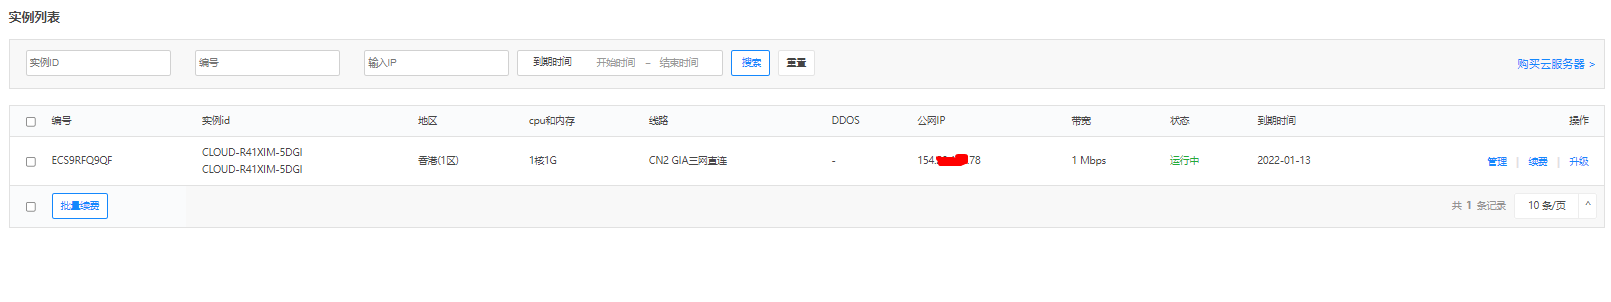 实例列表
实例ID 编号 输入IP 到期时间 开始时间 – 结束时间 搜索 重置 购买云服务器 >
编号 实例id 地区 cpu和内存 线路 DDOS 公网IP 带宽 状态 到期时间 操作
ECS9RFQ9QF CLOUD-R41XIM-5DGI 香港(1区) 1核1G CN2 GIA三网直连 - 154. .78 1 Mbps 运行中 2022-01-13 管理 | 续费 | 升级
CLOUD-R41XIM-5DGI
批量续费 共 1 条记录 10 条/页 ^